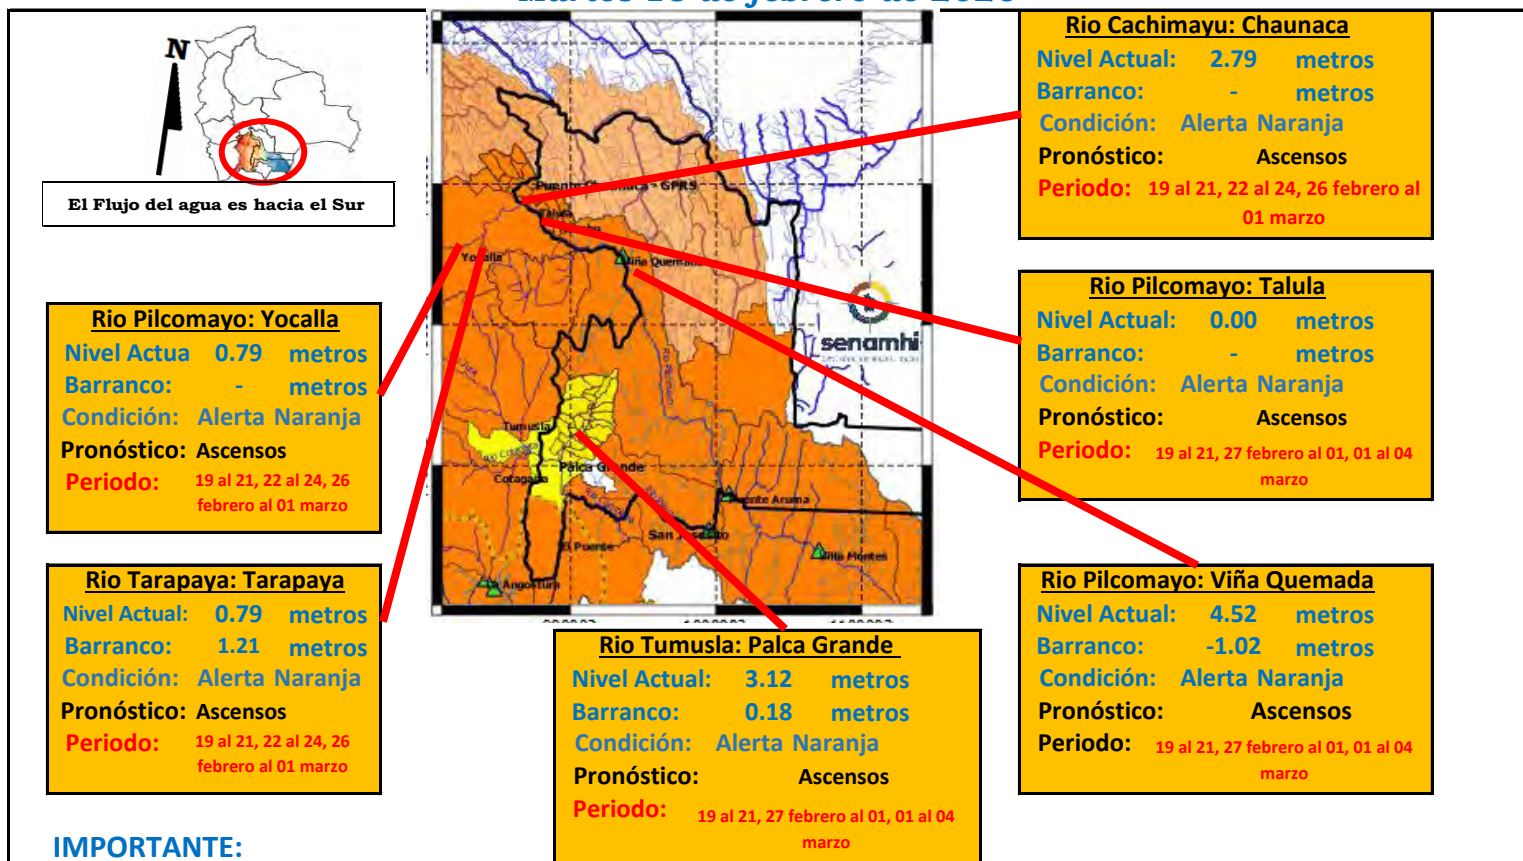 N
El Flujo del agua es hacia el Sur
Rio Cachimayu: Chaunaca
Nivel Actual: 2.79 metros
Barranco: - metros
Condición: Alerta Naranja
Pronóstico: Ascensos
Periodo: 19 al 21, 22 al 24, 26 febrero al
01 marzo
Rio Pilcomayo: Talula
Nivel Actual: 0.00 metros
Barranco: - metros
Condición: Alerta Naranja
Pronóstico: Ascensos
Periodo: 19 al 21, 27 febrero al 01, 01 al 04
marzo
Rio Pilcomayo: Yocalla
Nivel Actua 0.79 metros
Barranco: - metros
Condición: Alerta Naranja
Pronóstico: Ascensos
Periodo: 19 al 21, 22 al 24, 26
febrero al 01 marzo
Rio Tarapaya: Tarapaya
Nivel Actual: 0.79 metros
Barranco: 1.21 metros
Condición: Alerta Naranja
Pronóstico: Ascensos
Periodo: 19 al 21, 22 al 24, 26
febrero al 01 marzo
Rio Tumusla: Palca Grande
Nivel Actual: 3.12 metros
Barranco: 0.18 metros
Condición: Alerta Naranja
Pronóstico: Ascensos
Periodo: 19 al 21, 27 febrero al 01, 01 al 04
marzo
Rio Pilcomayo: Viña Quemada
Nivel Actual: 4.52 metros
Barranco: -1.02 metros
Condición: Alerta Naranja
Pronóstico: Ascensos
Periodo: 19 al 21, 27 febrero al 01, 01 al 04
marzo
- GPRS
Yocalla
senamhi
Tumusla
Palca Grande
Cotagaita
El Puente
Angostura
IMPORTANTE: